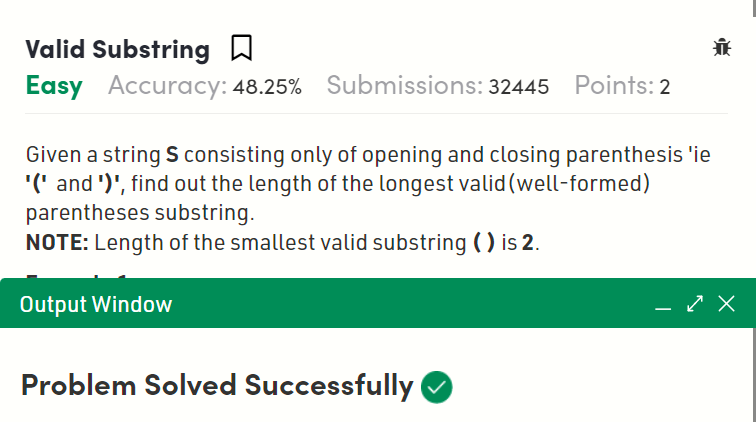 Valid Substring
Easy Accuracy: 48.25% Submissions: 32445 Points: 2
Given a string S consisting only of opening and closing parenthesis 'ie
'(' and ')', find out the length of the longest valid(well-formed)
parentheses substring.
NOTE: Length of the smallest valid substring ( ) is 2.
Output Window
Problem Solved Successfully